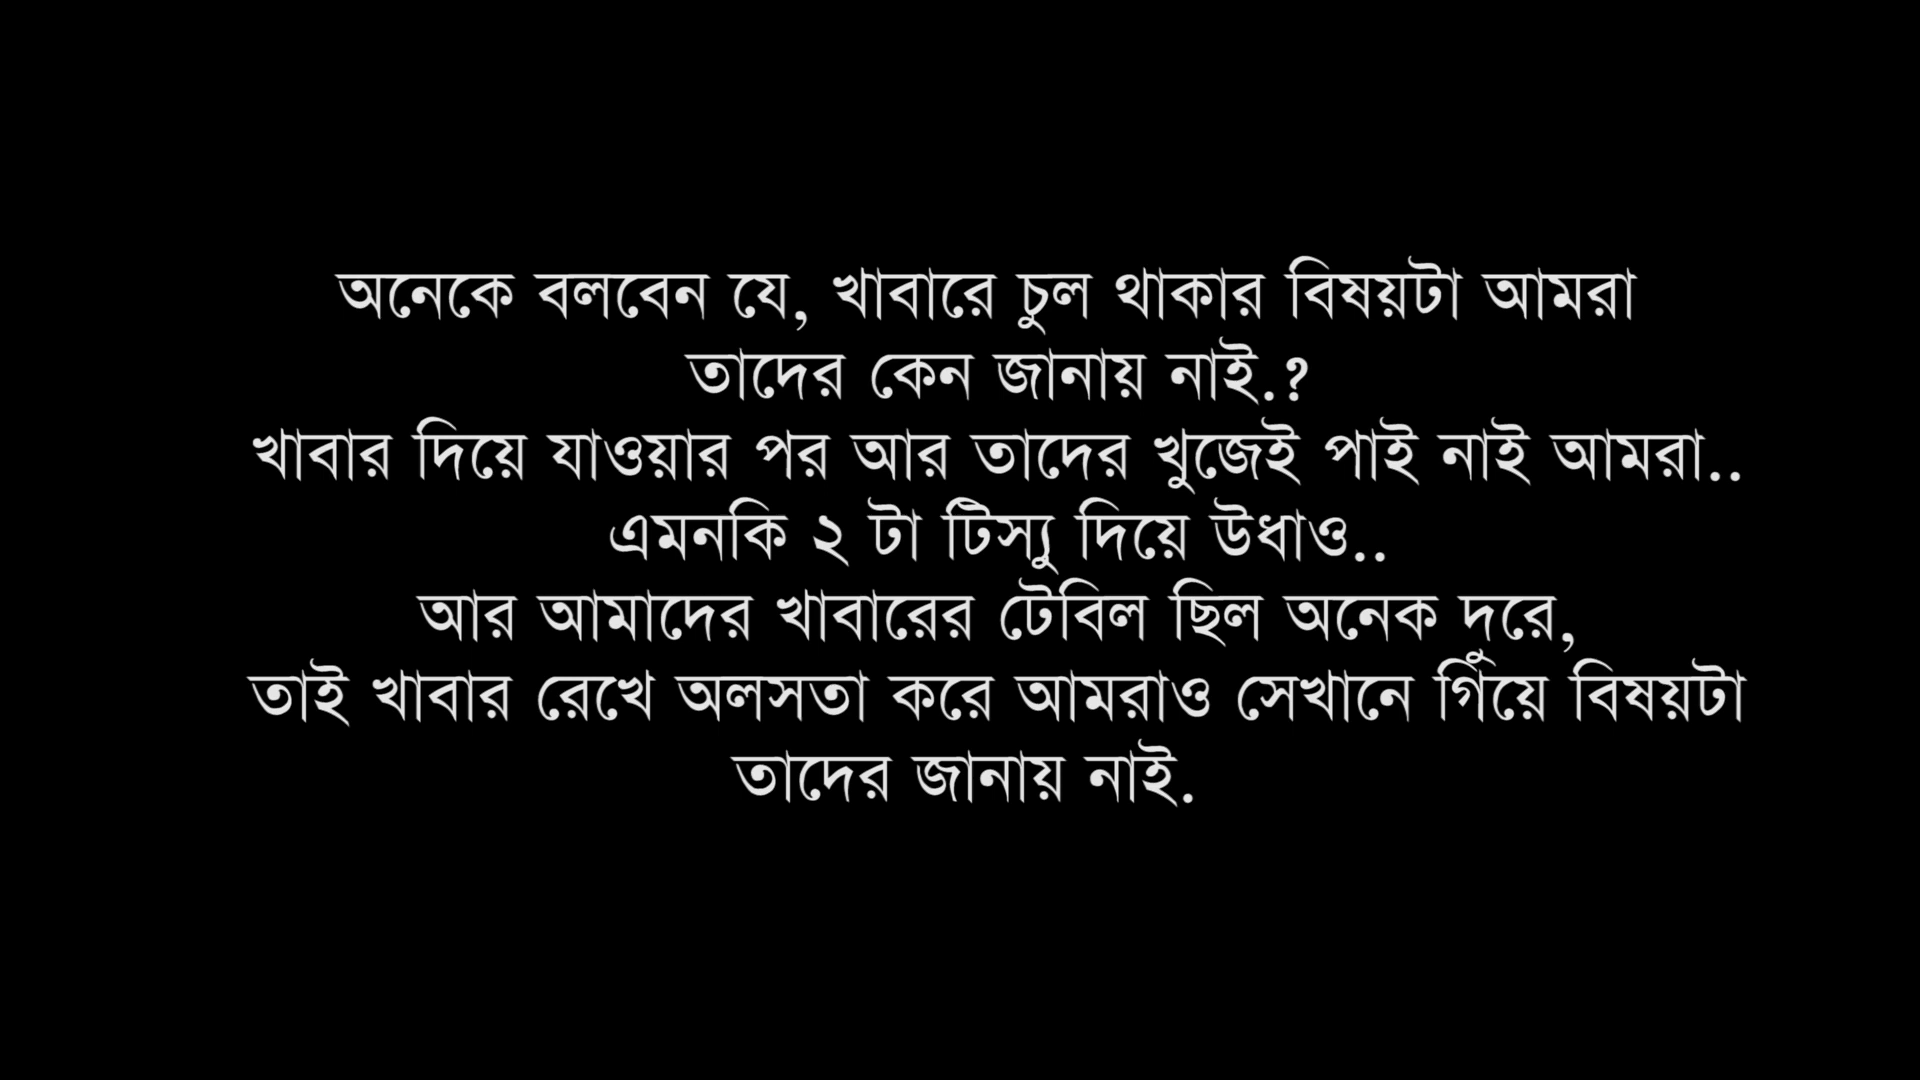 অনেকে বলবেন যে, খাবারে চুল থাকার বিষয়টা আমরা
তাদের কেন জানায় নাই.?
খাবার দিয়ে যাওয়ার পর আর তাদের খুজেই পাই নাই আমরা..
এমনকি ২ টা টিস্যু দিয়ে উধাও..
আর আমাদের খাবারের টেবিল ছিল অনেক দুরে,
তাই খাবার রেখে অলসতা করে আমরাও সেখানে গিয়ে বিষয়টা
তাদের জানায় নাই.